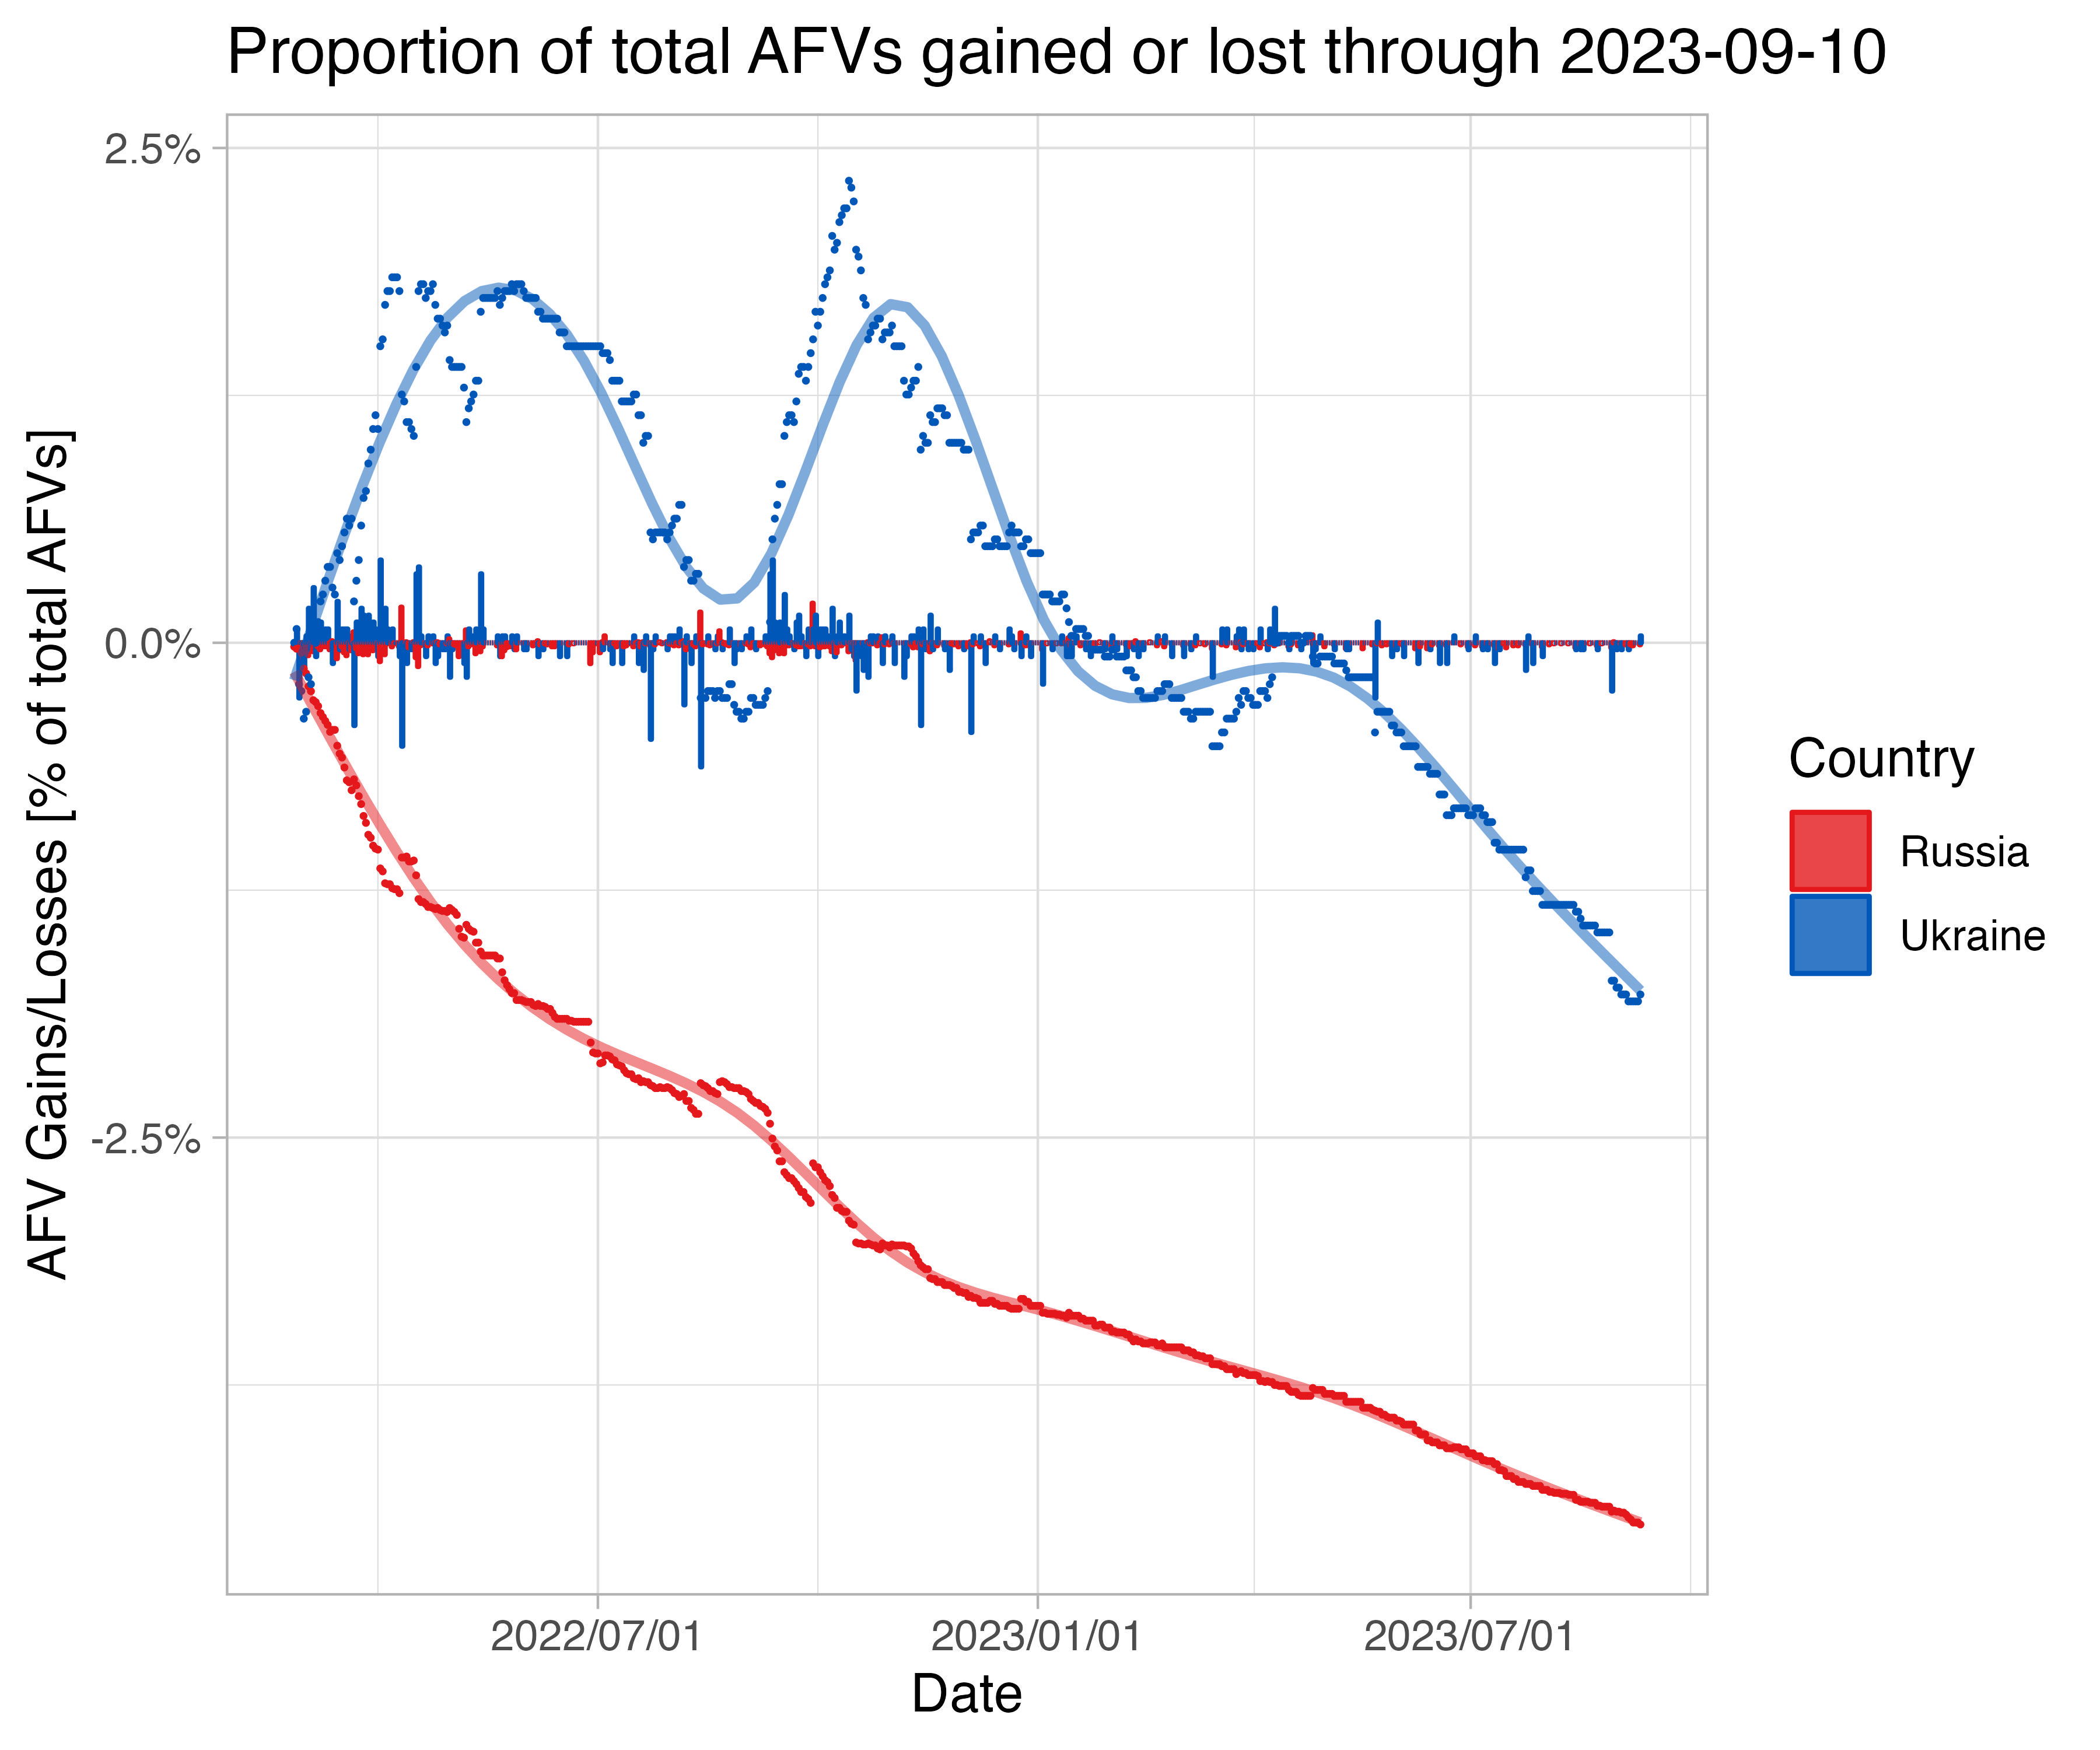 Proportion of total AFVs gained or lost through 2023-09-10
AFV Gains/Losses [% of total AFVs]
2.5%
0.0%
-2.5%
2022/07/01
2023/01/01
2023/07/01
Date
Country
Russia
Ukraine